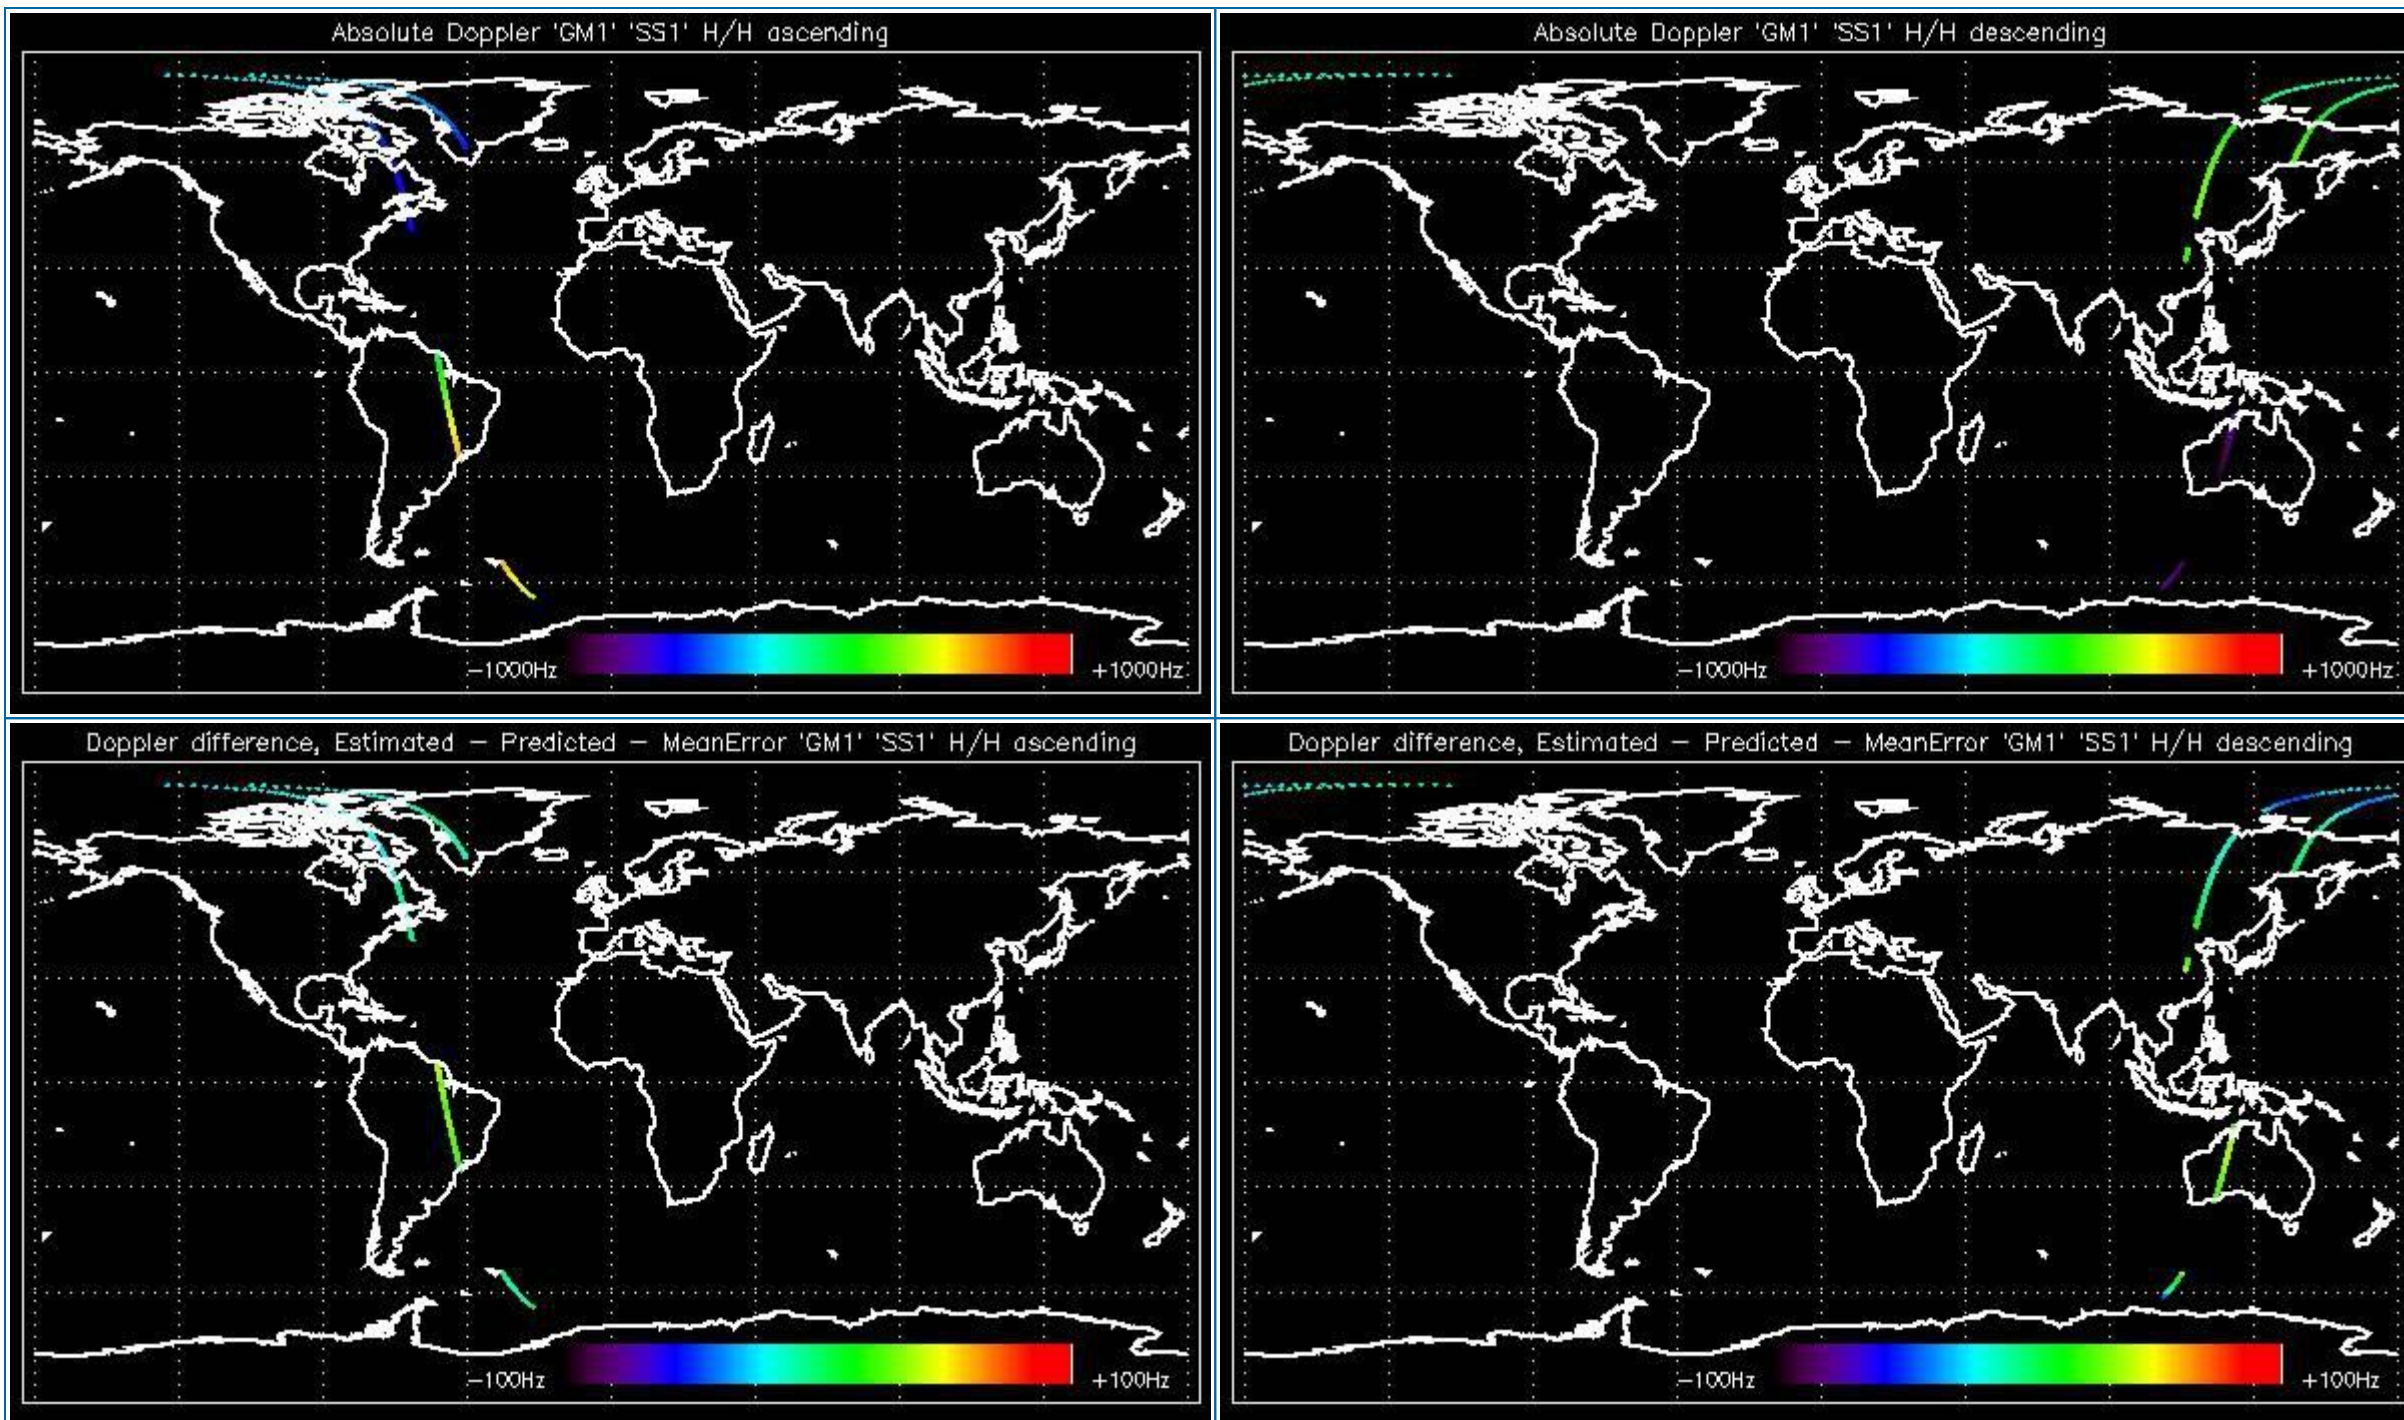 Absolute Doppler 'GM1' 'SS1' H/H ascending
−1000Hz
+1000Hz
Absolute Doppler 'GM1' 'SS1' H/H descending
−1000Hz
+1000Hz
Doppler difference, Estimated − Predicted − MeanError 'GM1' 'SS1' H/H ascending
−100Hz
+100Hz
Doppler difference, Estimated − Predicted − MeanError 'GM1' 'SS1' H/H descending
−100Hz
+100Hz